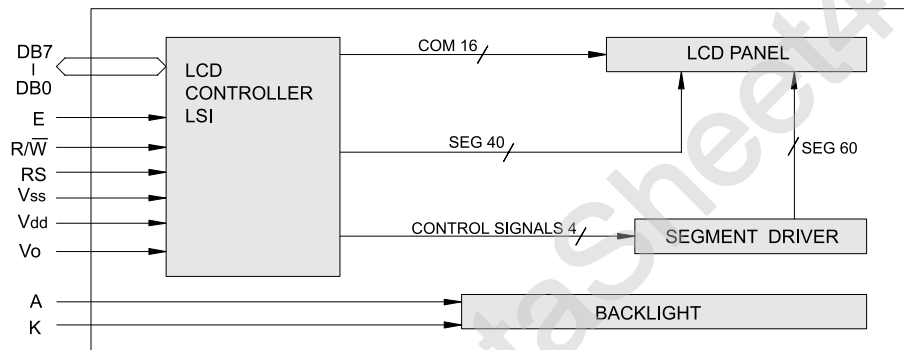 DB7
DB0
E
R/W̅
RS
Vss
Vdd
Vo
A
K
LCD
CONTROLLER
LSI
COM 16
SEG 40
CONTROL SIGNALS 4
LCD PANEL
SEG 60
SEGMENT DRIVER
BACKLIGHT
taSheet4